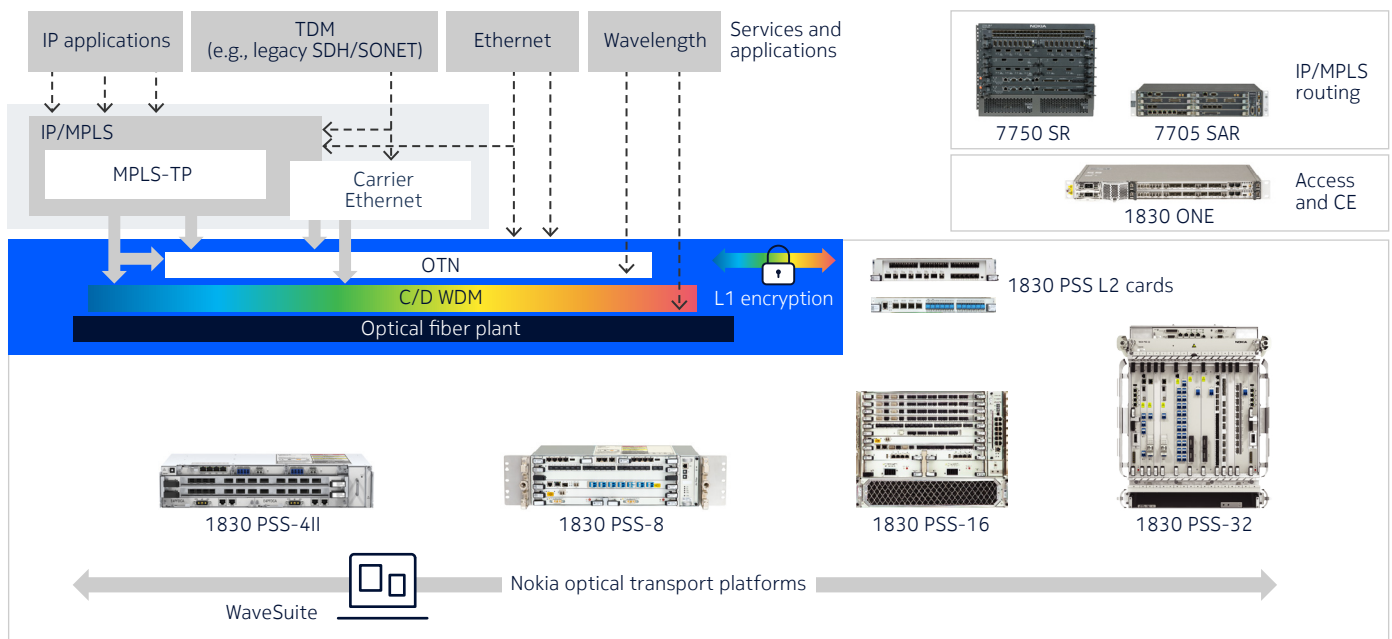 IP applications
TDM
(e.g., legacy SDH/SONET)
Ethernet
Wavelength
Services and
applications
IP/MPLS
MPLS-TP
Carrier
Ethernet
OTN
C/D WDM
Optical fiber plant
L1 encryption
NOKIA
7750 SR
7705 SAR
IP/MPLS
routing
1830 ONE
Access
and CE
1830 PSS L2 cards
1830 PSS-4II
1830 PSS-8
1830 PSS-16
1830 PSS-32
Nokia optical transport platforms
WaveSuite